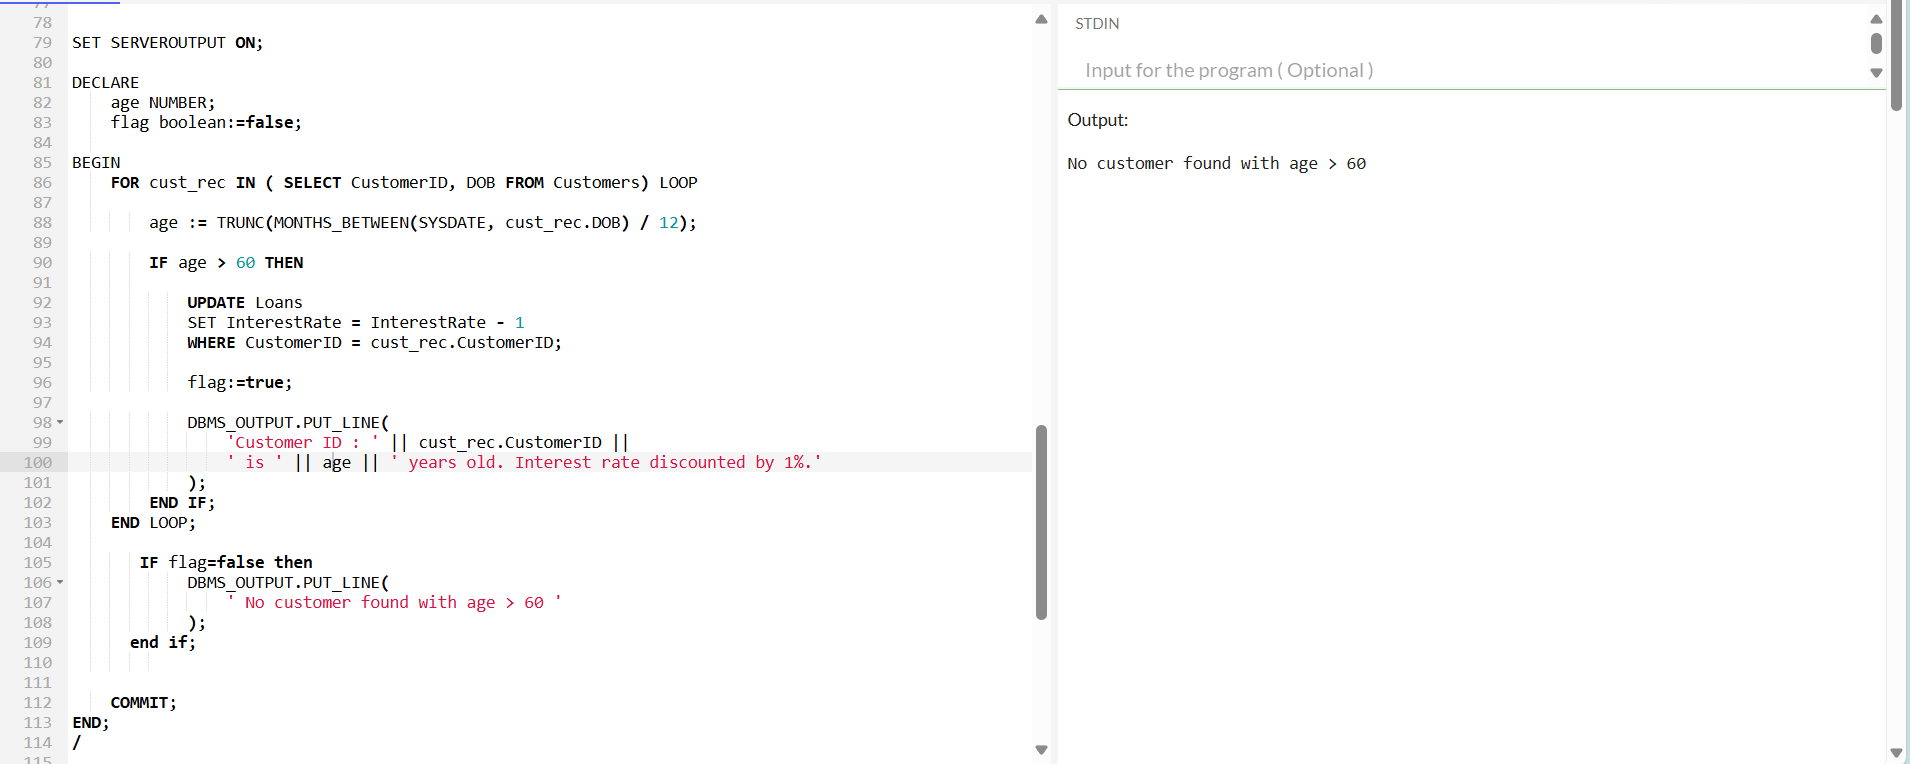 78
79 SET SERVEROUTPUT ON;
80
81 DECLARE
82 age NUMBER;
83 flag boolean:=false;
84
85 BEGIN
86 FOR cust_rec IN ( SELECT CustomerID, DOB FROM Customers) LOOP
87
88 age := TRUNC(MONTHS_BETWEEN(SYSDATE, cust_rec.DOB) / 12);
89
90 IF age > 60 THEN
91
92 UPDATE Loans
93 SET InterestRate = InterestRate - 1
94 WHERE CustomerID = cust_rec.CustomerID;
95
96 flag:=true;
97
98 DBMS_OUTPUT.PUT_LINE(
99 'Customer ID : ' || cust_rec.CustomerID ||
100 ' is ' || age || ' years old. Interest rate discounted by 1%.'
101 );
102 END IF;
103 END LOOP;
104
105 IF flag=false then
106 DBMS_OUTPUT.PUT_LINE(
107 ' No customer found with age > 60 '
108 );
109 end if;
110
111
112 COMMIT;
113 END;
114 /
115
STDIN
Input for the program ( Optional )
Output:
No customer found with age > 60